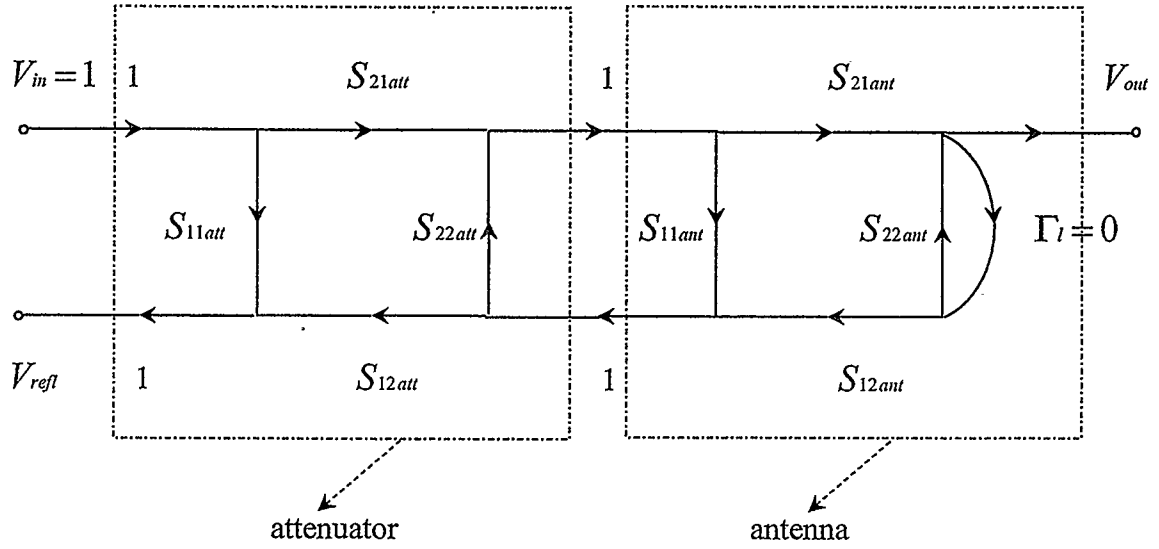 V_in = 1
1
S_21att
1
S_21ant
V_out
S_11att
S_22att
S_11ant
S_22ant
Γ_l = 0
V_refl
1
S_12att
1
S_12ant
attenuator
antenna